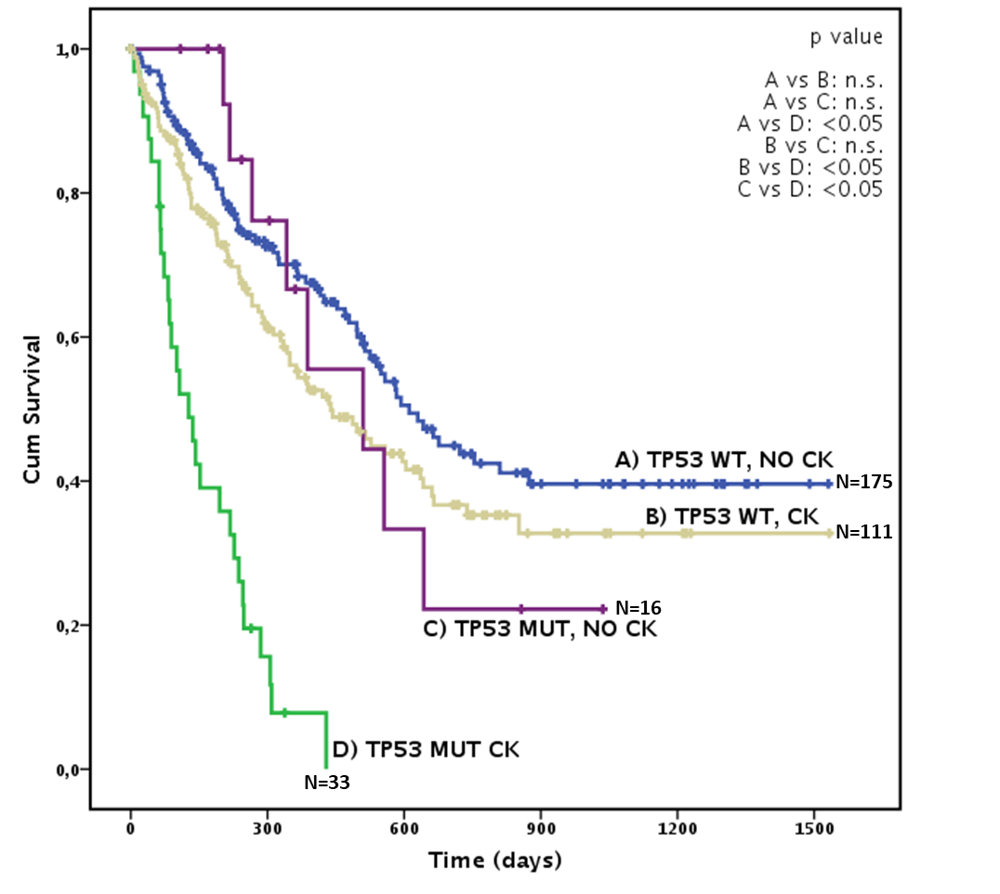 p value
A vs B: n.s.
A vs C: n.s.
A vs D: <0.05
B vs C: n.s.
B vs D: <0.05
C vs D: <0.05
1,0
0,8
0,6
0,4
0,2
0,0
Cum Survival
A) TP53 WT, NO CK
N=175
B) TP53 WT, CK
N=111
N=16
C) TP53 MUT, NO CK
D) TP53 MUT CK
N=33
0 300 600 900 1200 1500
Time (days)